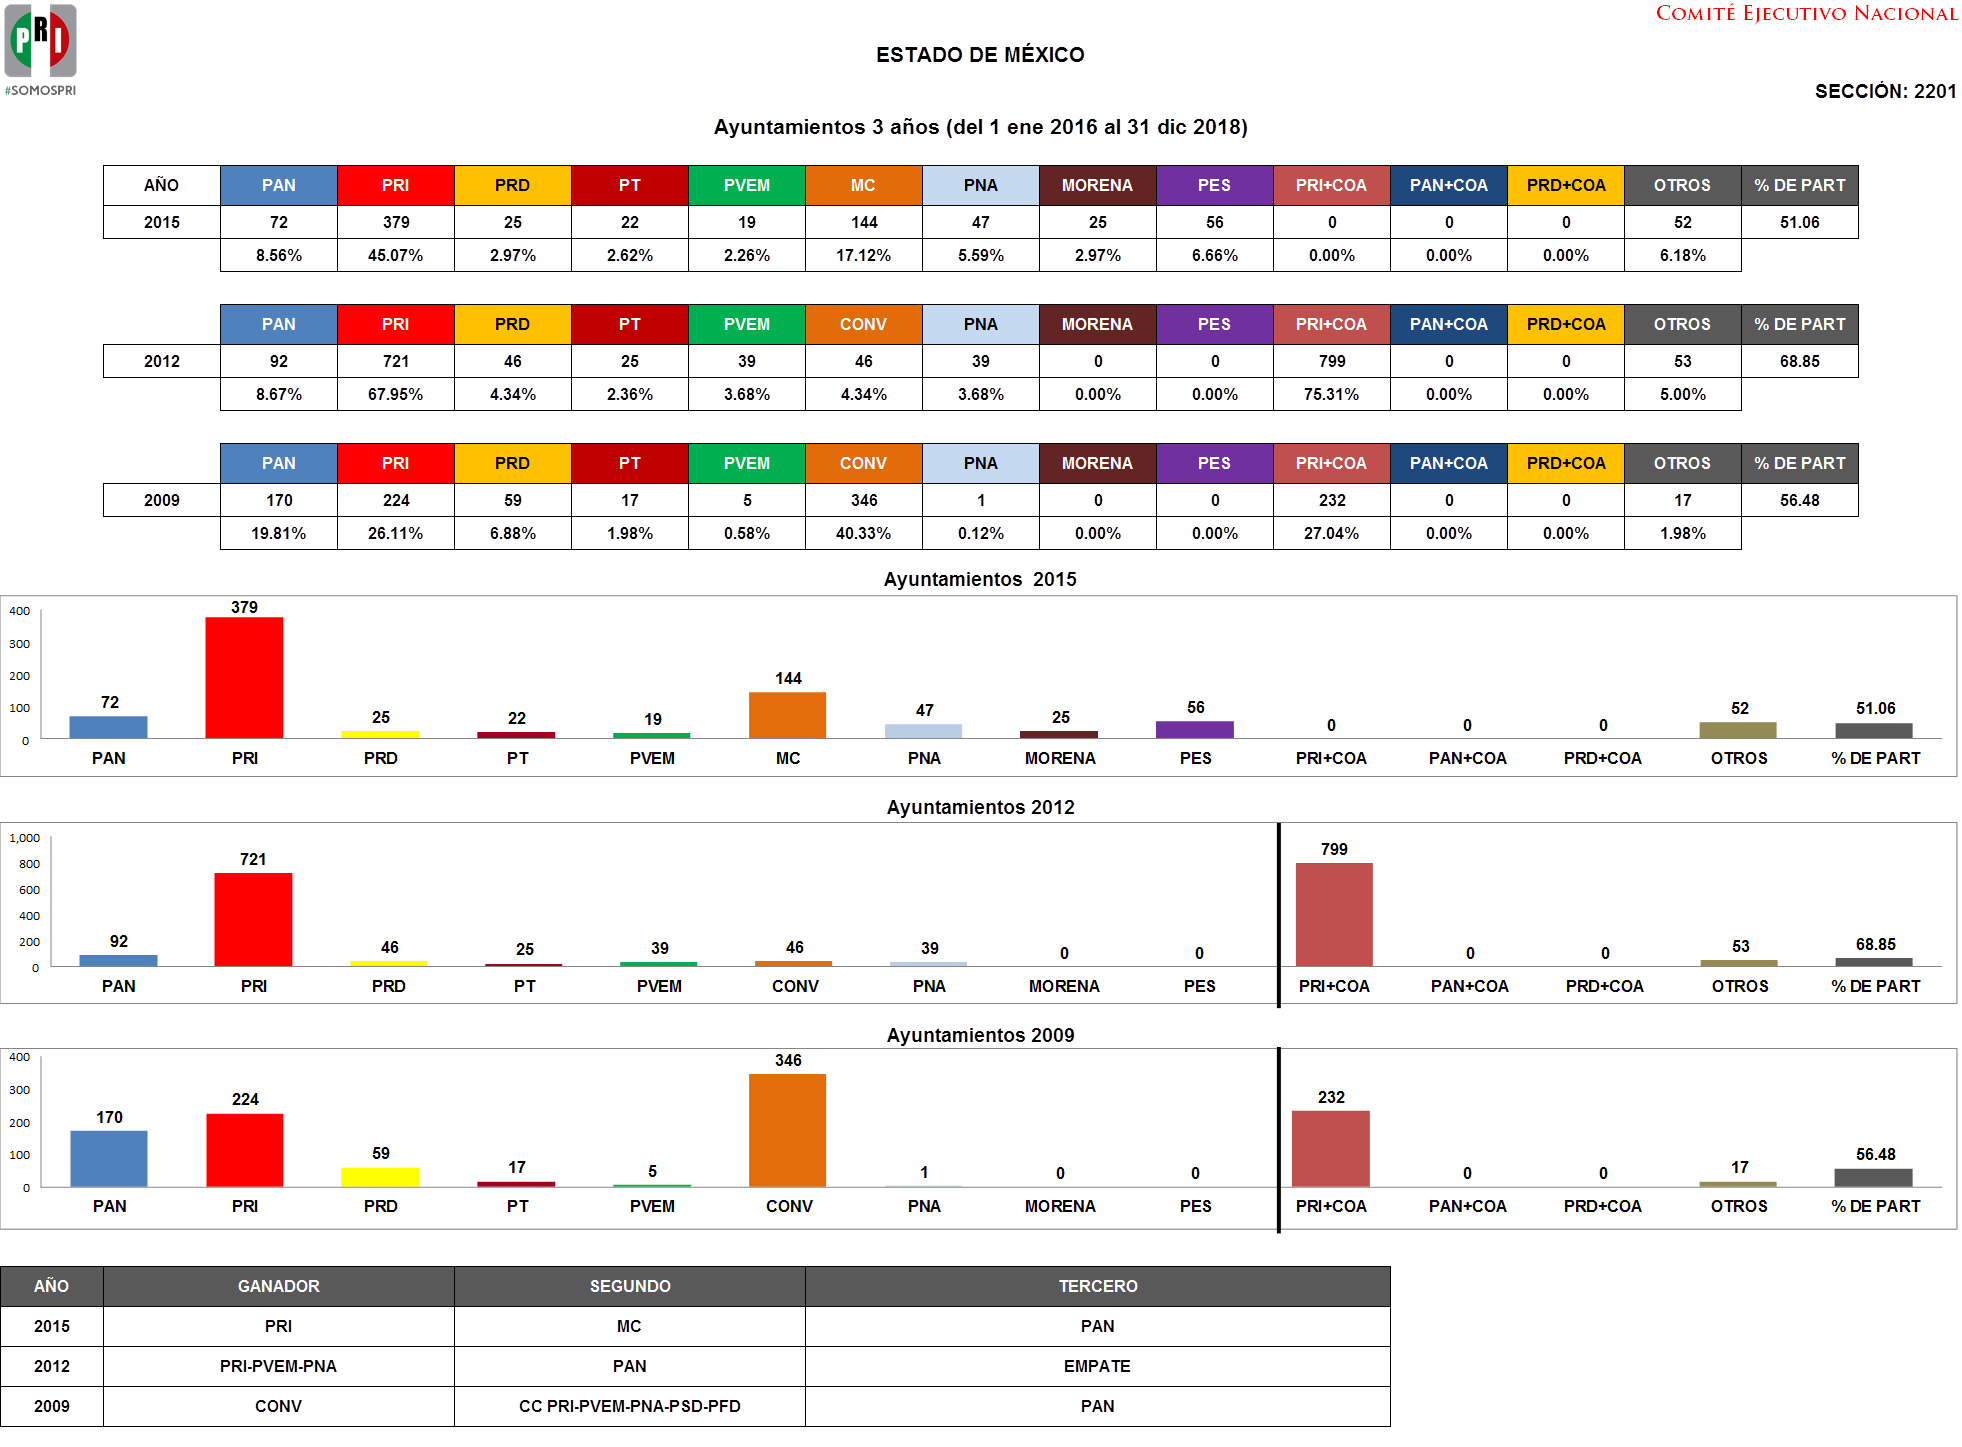 PRI
#SOMOSPRI
COMITÉ EJECUTIVO NACIONAL
ESTADO DE MÉXICO
SECCIÓN: 2201
Ayuntamientos 3 años (del 1 ene 2016 al 31 dic 2018)
AÑO PAN PRI PRD PT PVEM MC PNA MORENA PES PRI+COA PAN+COA PRD+COA OTROS % DE PART
2015 72 379 25 22 19 144 47 25 56 0 0 0 52 51.06
8.56% 45.07% 2.97% 2.62% 2.26% 17.12% 5.59% 2.97% 6.66% 0.00% 0.00% 0.00% 6.18%
PAN PRI PRD PT PVEM CONV PNA MORENA PES PRI+COA PAN+COA PRD+COA OTROS % DE PART
2012 92 721 46 25 39 46 39 0 0 799 0 0 53 68.85
8.67% 67.95% 4.34% 2.36% 3.68% 4.34% 3.68% 0.00% 0.00% 75.31% 0.00% 0.00% 5.00%
PAN PRI PRD PT PVEM CONV PNA MORENA PES PRI+COA PAN+COA PRD+COA OTROS % DE PART
2009 170 224 59 17 5 346 1 0 0 232 0 0 17 56.48
19.81% 26.11% 6.88% 1.98% 0.58% 40.33% 0.12% 0.00% 0.00% 27.04% 0.00% 0.00% 1.98%
Ayuntamientos 2015
400
300
200
100
0
72 379 25 22 19 144 47 25 56 0 0 0 52 51.06
PAN PRI PRD PT PVEM MC PNA MORENA PES PRI+COA PAN+COA PRD+COA OTROS % DE PART
Ayuntamientos 2012
1,000
800
600
400
200
0
92 721 46 25 39 46 39 0 0 799 0 0 53 68.85
PAN PRI PRD PT PVEM CONV PNA MORENA PES PRI+COA PAN+COA PRD+COA OTROS % DE PART
Ayuntamientos 2009
400
300
200
100
0
170 224 59 17 5 346 1 0 0 232 0 0 17 56.48
PAN PRI PRD PT PVEM CONV PNA MORENA PES PRI+COA PAN+COA PRD+COA OTROS % DE PART
AÑO GANADOR SEGUNDO TERCERO
2015 PRI MC PAN
2012 PRI-PVEM-PNA PAN EMPATE
2009 CONV CC PRI-PVEM-PNA-PSD-PFD PAN